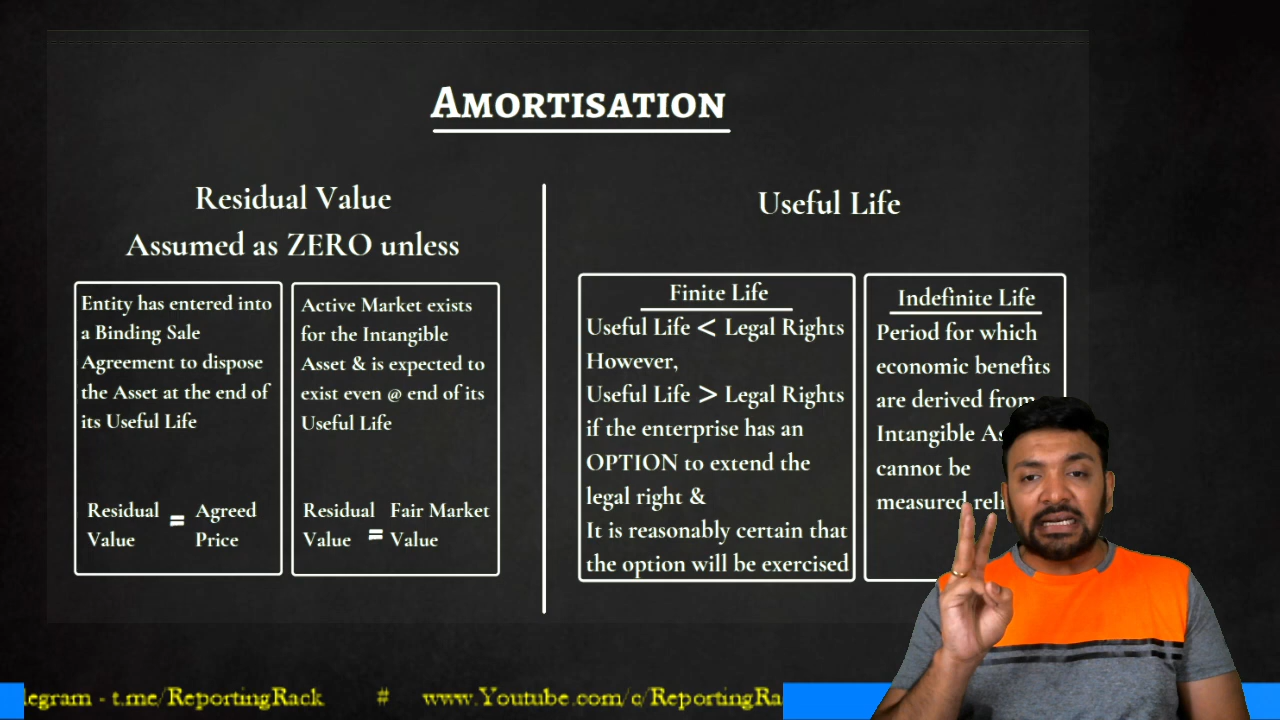 AMORTISATION
Residual Value
Assumed as ZERO unless
Entity has entered into
a Binding Sale
Agreement to dispose
the Asset at the end of
its Useful Life
Residual Value = Agreed Price
Active Market exists
for the Intangible
Asset & is expected to
exist even @ end of its
Useful Life
Residual Value = Fair Market Value
Useful Life
Finite Life
Useful Life < Legal Rights
However,
Useful Life > Legal Rights
if the enterprise has an
OPTION to extend the
legal right &
It is reasonably certain that
the option will be exercised
Indefinite Life
Period for which
economic benefits
are derived from
Intangible
cannot be
measured
- t.me/ReportingRack # www.Youtube.com/c/